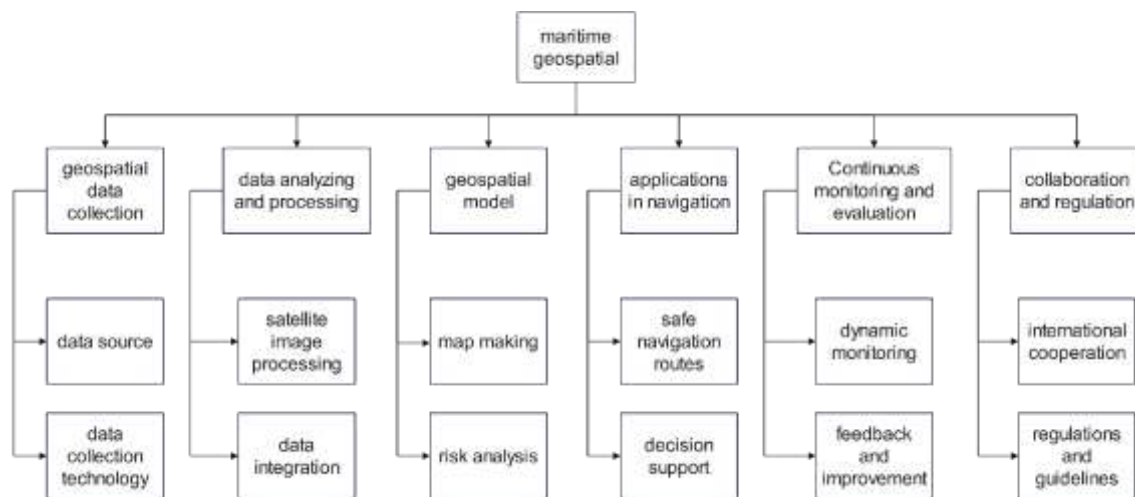 maritime
geospatial
geospatial
data
collection
data analyzing
and processing
geospatial
model
applications
in navigation
Continuous
monitoring and
evaluation
collaboration
and regulation
data source
satellite
image
processing
map making
safe
navigation
routes
dynamic
monitoring
international
cooperation
data
collection
technology
data
integration
risk analysis
decision
support
feedback
and
improvement
regulations
and
guidelines